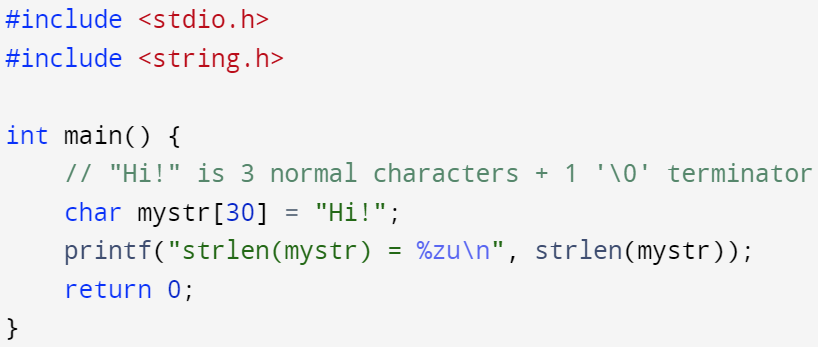 #include <stdio.h>
#include <string.h>
int main() {
// "Hi!" is 3 normal characters + 1 '\0' terminator
char mystr[30] = "Hi!";
printf("strlen(mystr) = %zu\n", strlen(mystr));
return 0;
}